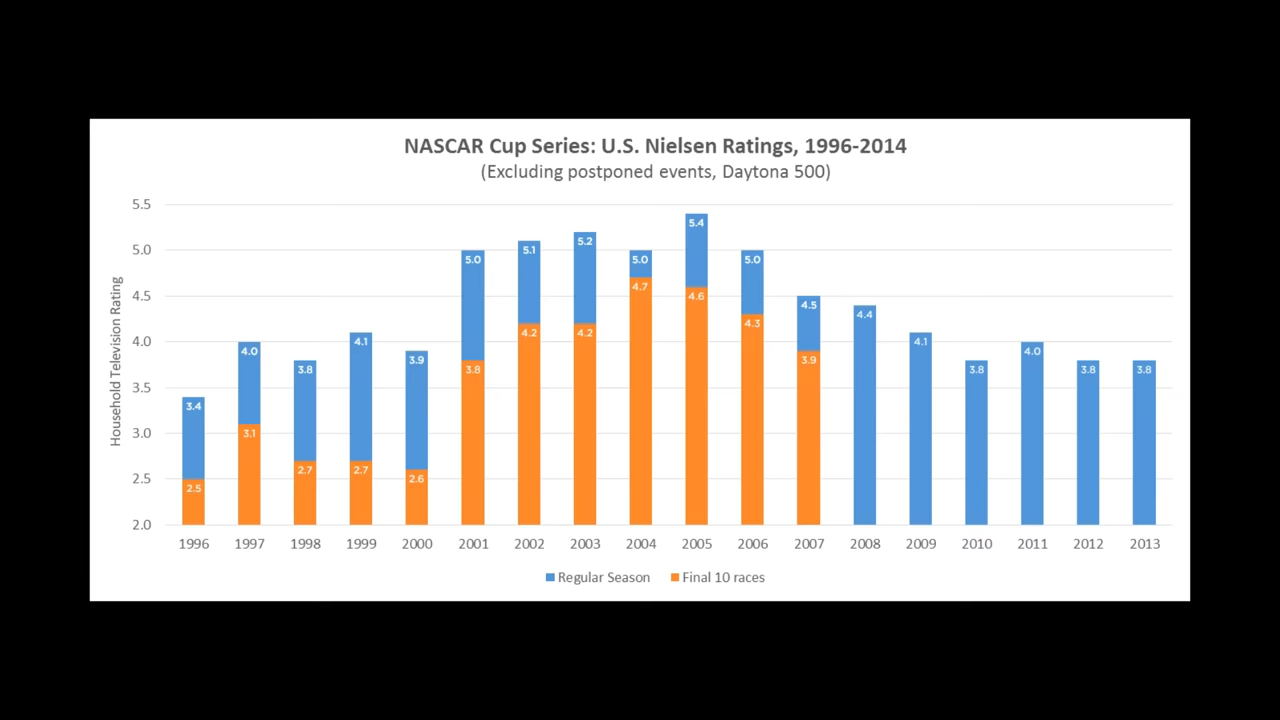 NASCAR Cup Series: U.S. Nielsen Ratings, 1996-2014
(Excluding postponed events, Daytona 500)
Household Television Rating
5.5
5.0
4.5
4.0
3.5
3.0
2.5
2.0
3.4 4.0 3.8 4.1 3.9 5.0 5.1 5.2 5.0 5.4 5.0 4.5 4.4 4.1 3.8 4.0 3.8 3.8
2.5 3.1 2.7 2.7 2.6 3.8 4.2 4.2 4.7 4.6 4.3 3.9
1996 1997 1998 1999 2000 2001 2002 2003 2004 2005 2006 2007 2008 2009 2010 2011 2012 2013
Regular Season Final 10 races